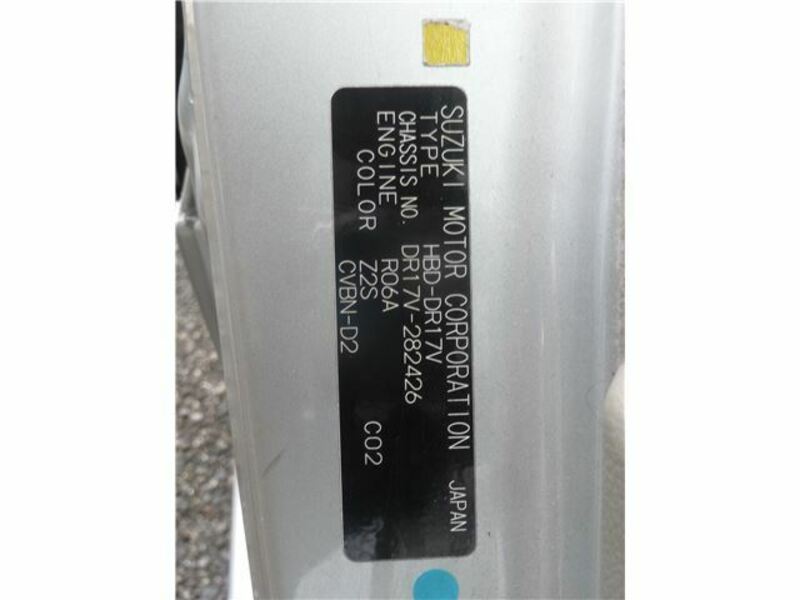 SUZUKI MOTOR CORPORATION JAPAN
TYPE HBD-DR17V
CHASSIS NO. DR17V-282426
ENGINE R06A
COLOR Z2S C02
CVBN-D2